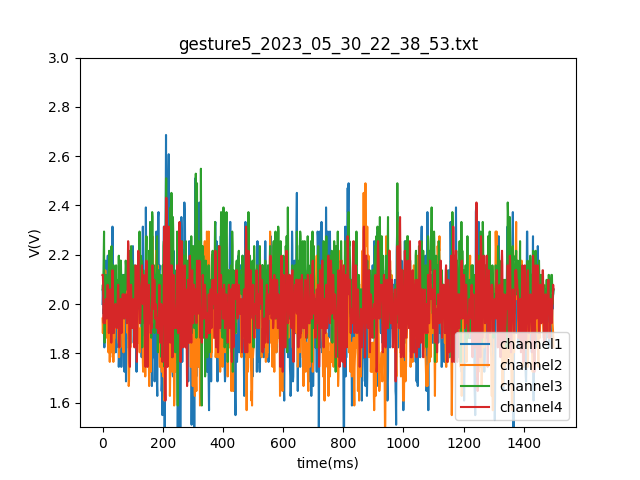 gesture5_2023_05_30_22_38_53.txt
V(V)
3.0
2.8
2.6
2.4
2.2
2.0
1.8
1.6
channel1
channel2
channel3
channel4
0 200 400 600 800 1000 1200 1400
time(ms)